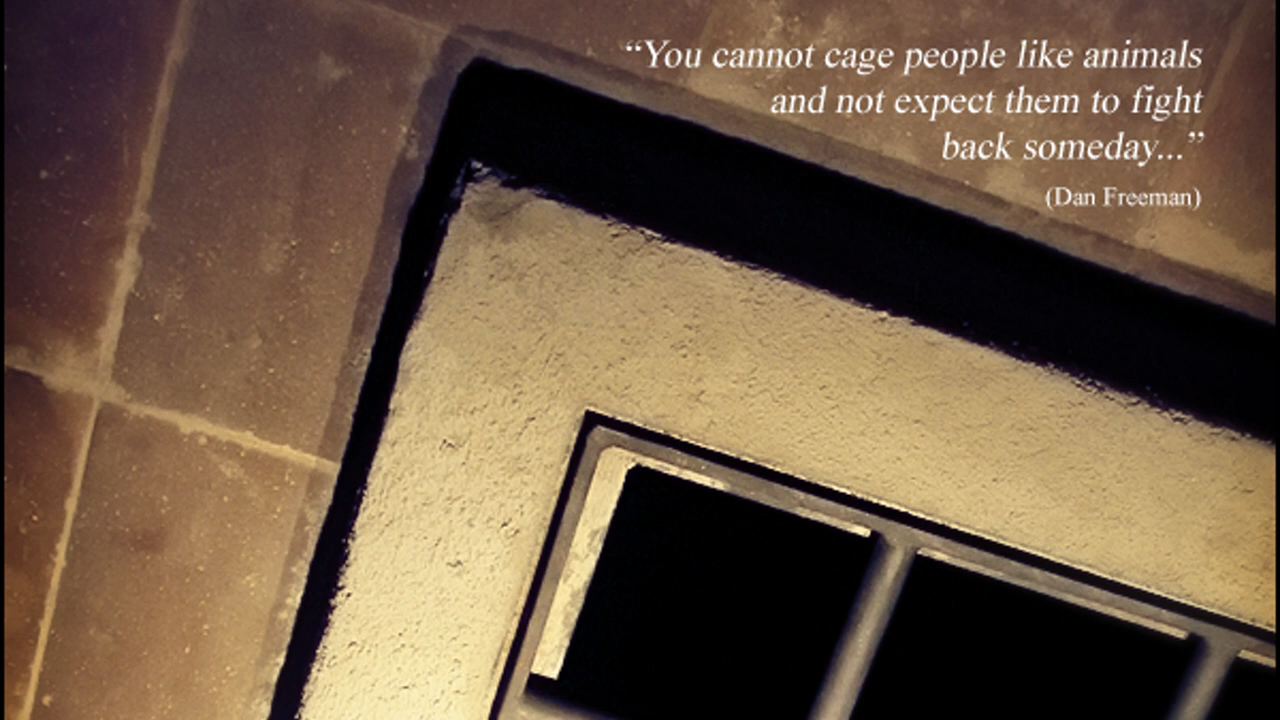 “You cannot cage people like animals
and not expect them to fight
back someday...”
(Dan Freeman)